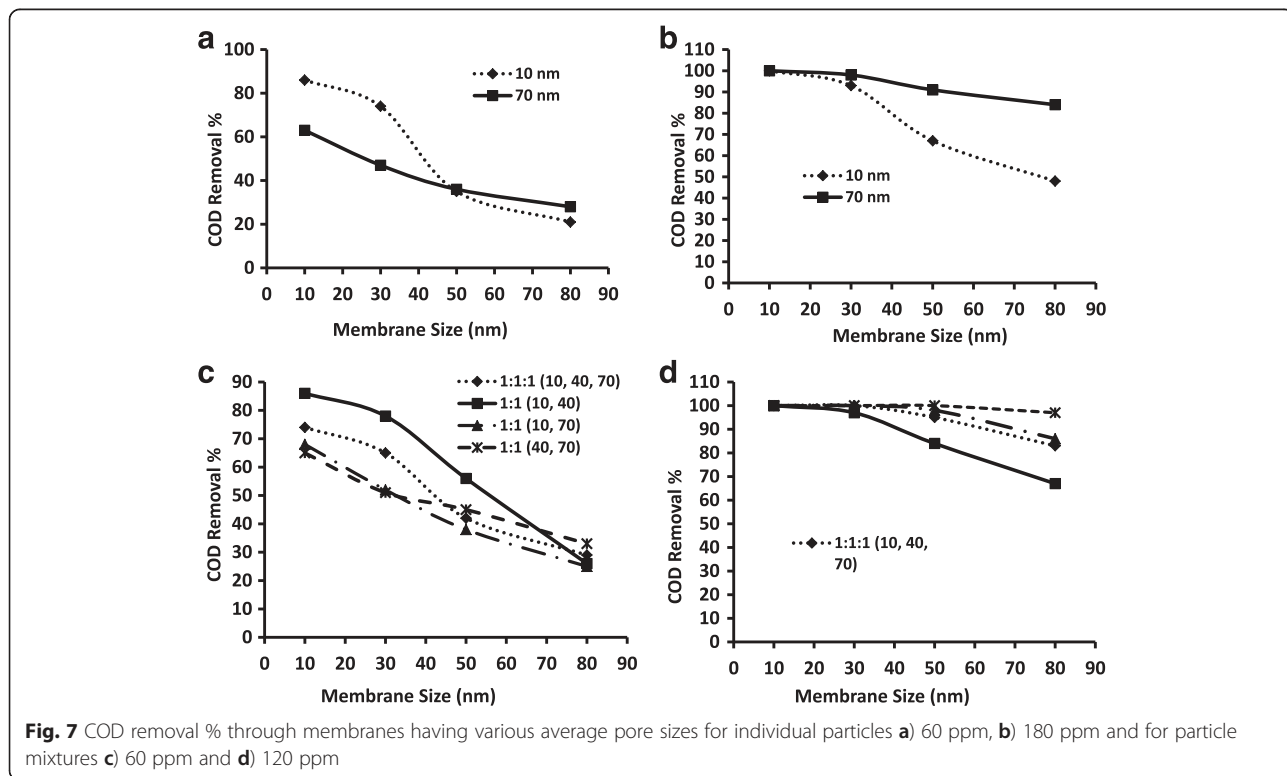 a
100
80
60
40
20
0
COD Removal %
10 nm
70 nm
0 10 20 30 40 50 60 70 80 90
Membrane Size (nm)
b
110
100
90
80
70
60
50
40
30
20
10
0
COD Removal %
10 nm
70 nm
0 10 20 30 40 50 60 70 80 90
Membrane Size (nm)
c
90
80
70
60
50
40
30
20
10
0
COD Removal %
1:1:1 (10, 40, 70)
1:1 (10, 40)
1:1 (10, 70)
1:1 (40, 70)
0 10 20 30 40 50 60 70 80 90
Membrane Size (nm)
d
110
100
90
80
70
60
50
40
30
20
10
0
COD Removal %
1:1:1 (10, 40,
70)
0 10 20 30 40 50 60 70 80 90
Membrane Size (nm)
Fig. 7 COD removal % through membranes having various average pore sizes for individual particles a) 60 ppm, b) 180 ppm and for particle
mixtures c) 60 ppm and d) 120 ppm